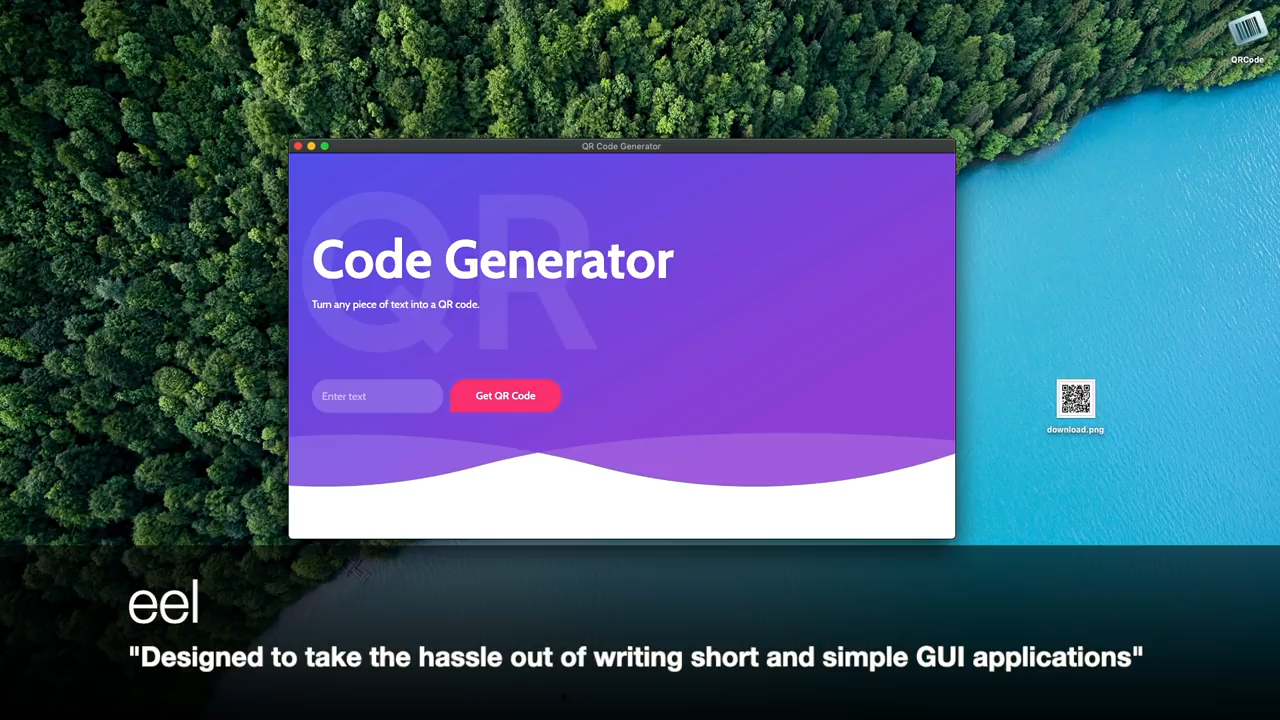 QRCode
QR Code Generator
QR
Code Generator
Turn any piece of text into a QR code.
Enter text
Get QR Code
download.png
eel
"Designed to take the hassle out of writing short and simple GUI applications"